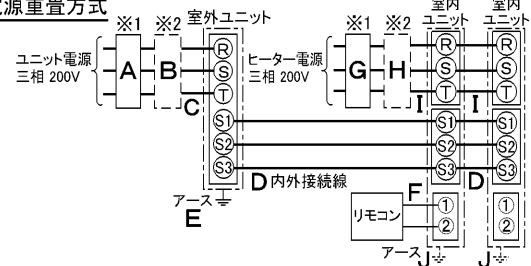 源重畳方式
※1 ※2 室外ユニット ※1 ※2 室内ユニット 室内ユニット
ユニット電源
三相 200V
A B C
R
S
T
S1
S2
S3
ヒーター電源
三相 200V
G H I I
R
S
T
S1
S2
S3
R
S
T
S1
S2
S3
D 内外接続線 D
アース
E
リモコン
F
①
②
①
②
アース J J